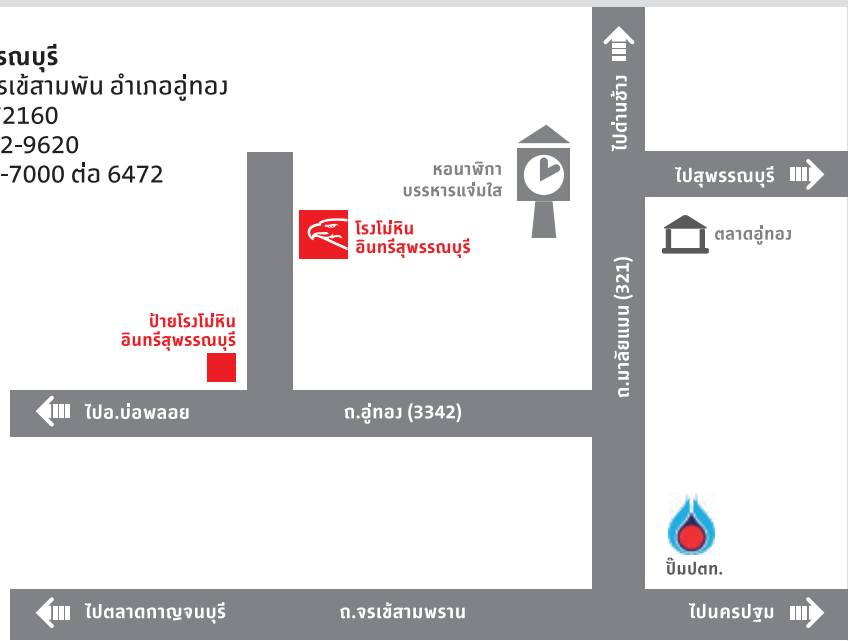 รณบุรี
รเข้สามพัน อำเภออู่ทอง
72160
2-9620
-7000 ต่อ 6472
ไปด่านช้าง
หอนาฬิกา
บรรหารแจ่มใส
ไปสุพรรณบุรี
โรงโม่หิน
อินทรีสุพรรณบุรี
ตลาดอู่ทอง
ถ.มาลัยแมน (321)
ป้ายโรงโม่หิน
อินทรีสุพรรณบุรี
ไปอ.บ่อพลอย
ถ.อู่ทอง (3342)
ปั๊มปตท.
ไปตลาดกาญจนบุรี
ถ.จรเข้สามพราน
ไปนครปฐม